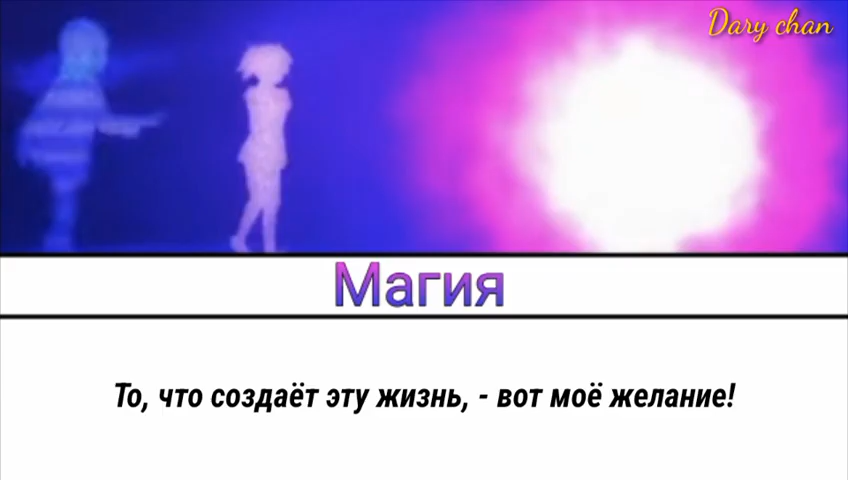 Dary chan
Магия
То, что создаёт эту жизнь, - вот моё желание!